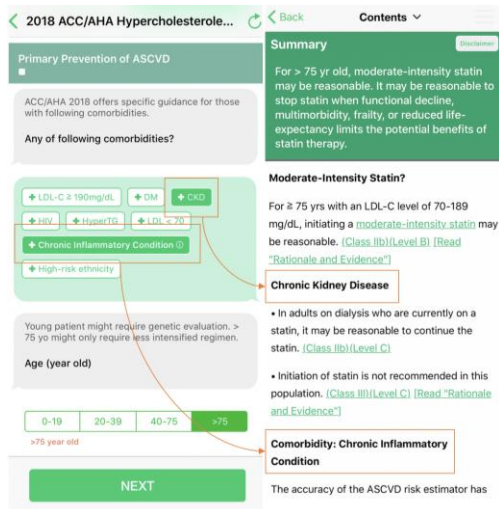 2018 ACC/AHA Hypercholesterole...
Primary Prevention of ASCVD
ACC/AHA 2018 offers specific guidance for those
with following comorbidities.
Any of following comorbidities?
+ LDL-C ≥ 190mg/dL + DM + CKD
+ HIV + HyperTG + LDL < 70
+ Chronic Inflammatory Condition ⓘ
+ High-risk ethnicity
Young patient might require genetic evaluation. >
75 yo might only require less intensified regimen.
Age (year old)
0-19 20-39 40-75 >75
>75 year old
NEXT
Back Contents
Summary Disclaimer
For > 75 yr old, moderate-intensity statin
may be reasonable. It may be reasonable to
stop statin when functional decline,
multimorbidity, frailty, or reduced life-
expectancy limits the potential benefits of
statin therapy.
Moderate-Intensity Statin?
For ≧ 75 yrs with an LDL-C level of 70-189
mg/dL, initiating a moderate-intensity statin may
be reasonable. (Class IIb)(Level B) [Read
"Rationale and Evidence"]
Chronic Kidney Disease
• In adults on dialysis who are currently on a
statin, it may be reasonable to continue the
statin. (Class IIb)(Level C)
• Initiation of statin is not recommended in this
population. (Class III)(Level C) [Read "Rationale
and Evidence"]
Comorbidity: Chronic Inflammatory
Condition
The accuracy of the ASCVD risk estimator has